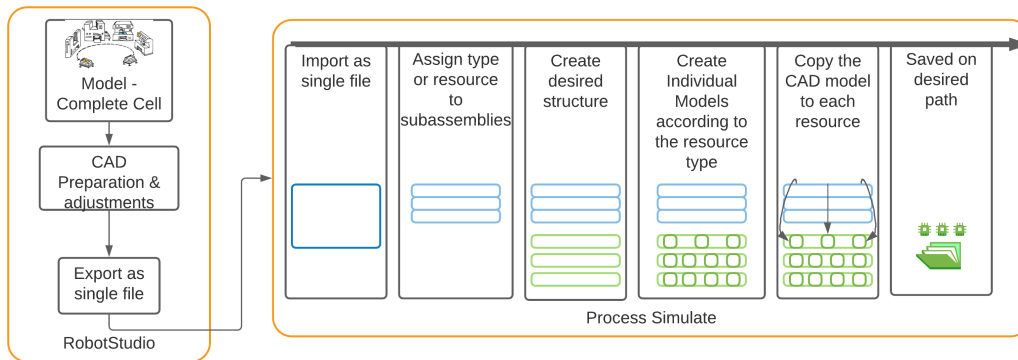 Model -
Complete Cell
CAD
Preparation &
adjustments
Export as
single file
RobotStudio
Import as
single file
Assign type
or resource
to
subassemblies
Create
desired
structure
Create
Individual
Models
according to
the resource
type
Copy the
CAD model
to each
resource
Saved on
desired
path
Process Simulate